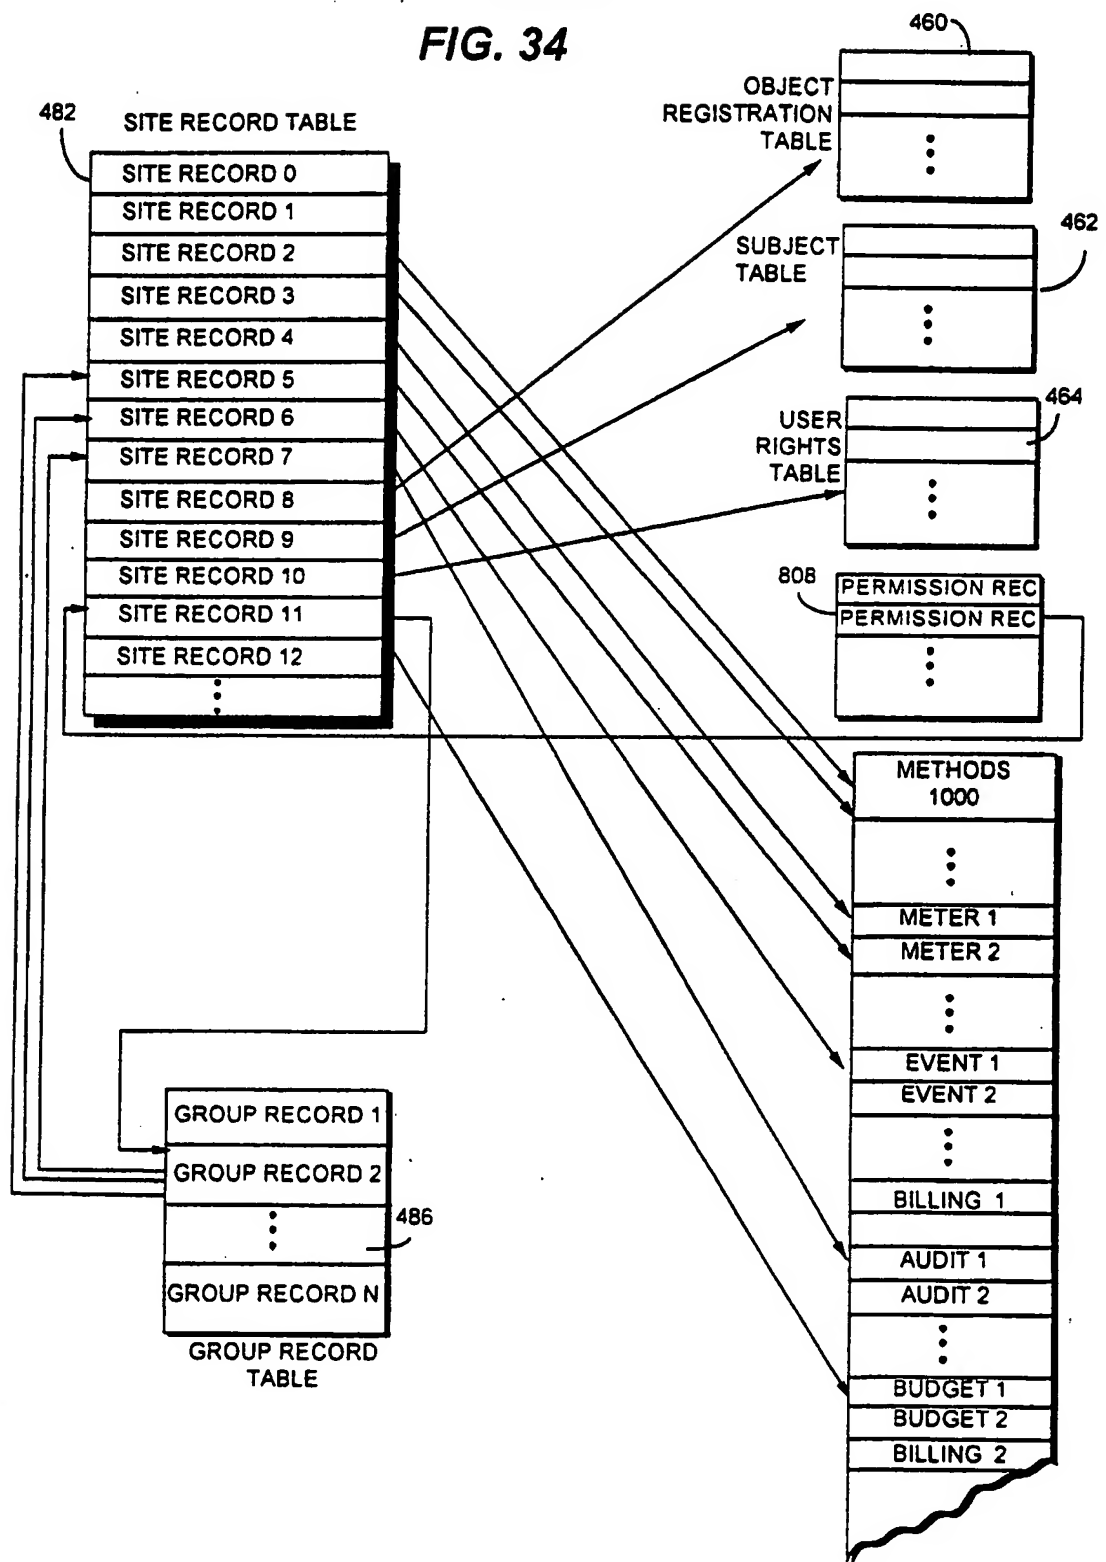 FIG. 34
460
OBJECT
REGISTRATION
TABLE
482
SITE RECORD TABLE
SITE RECORD 0
SITE RECORD 1
SITE RECORD 2
SITE RECORD 3
SITE RECORD 4
SITE RECORD 5
SITE RECORD 6
SITE RECORD 7
SITE RECORD 8
SITE RECORD 9
SITE RECORD 10
SITE RECORD 11
SITE RECORD 12
SUBJECT
TABLE
462
USER
RIGHTS
TABLE
464
808
PERMISSION REC
PERMISSION REC
METHODS
1000
METER 1
METER 2
EVENT 1
EVENT 2
BILLING 1
AUDIT 1
AUDIT 2
BUDGET 1
BUDGET 2
BILLING 2
GROUP RECORD 1
GROUP RECORD 2
486
GROUP RECORD N
GROUP RECORD
TABLE